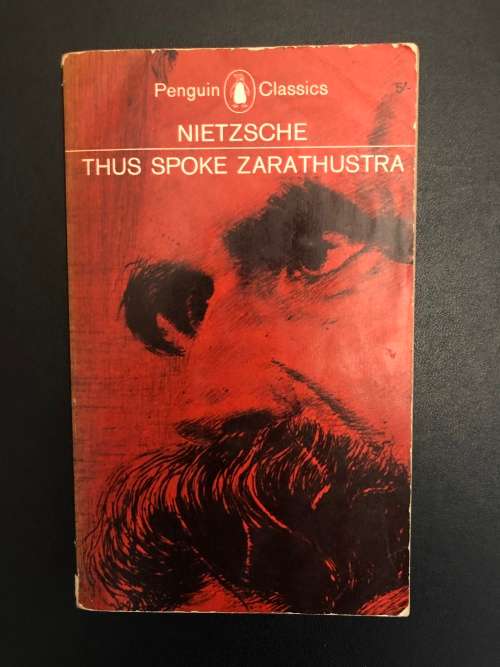 Penguin Classics
5/-
NIETZSCHE
THUS SPOKE ZARATHUSTRA